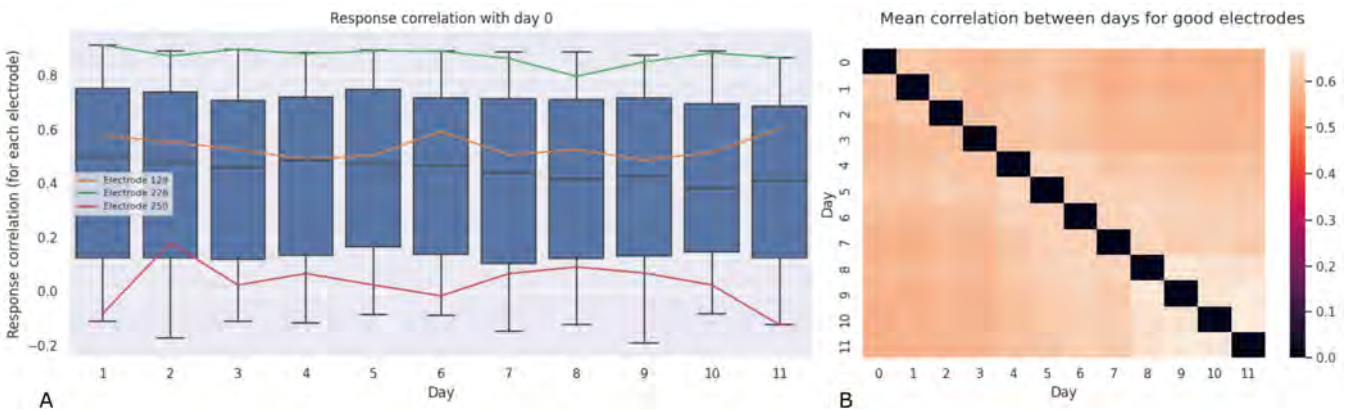 Response correlation with day 0
Response correlation (for each electrode)
0.8
0.6
0.4
0.2
0.0
−0.2
Electrode 129
Electrode 226
Electrode 250
1 2 3 4 5 6 7 8 9 10 11
Day
A
Mean correlation between days for good electrodes
Day
0
1
2
3
4
5
6
7
8
9
10
11
0 1 2 3 4 5 6 7 8 9 10 11
Day
0.6
0.5
0.4
0.3
0.2
0.1
0.0
B